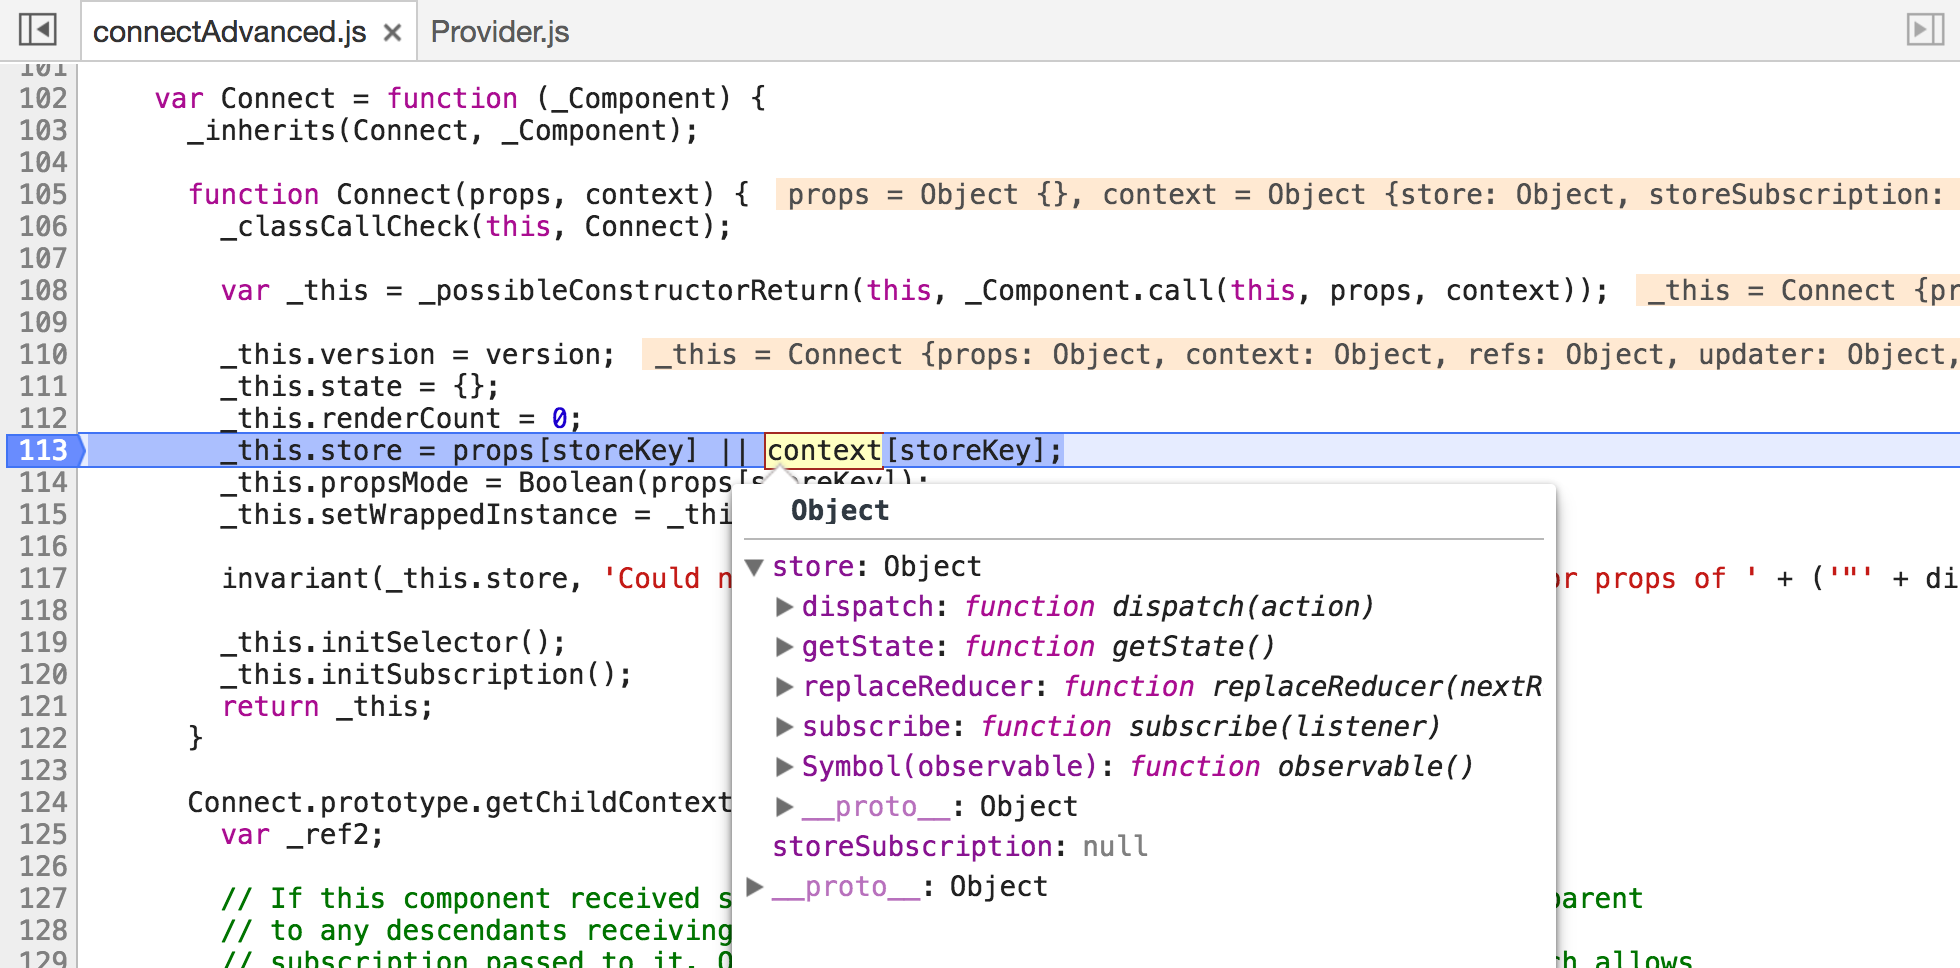 connectAdvanced.js × Provider.js
101
102 var Connect = function (_Component) {
103 _inherits(Connect, _Component);
104
105 function Connect(props, context) { props = Object {}, context = Object {store: Object, storeSubscription:
106 _classCallCheck(this, Connect);
107
108 var _this = _possibleConstructorReturn(this, _Component.call(this, props, context)); _this = Connect {pr
109
110 _this.version = version; _this = Connect {props: Object, context: Object, refs: Object, updater: Object,
111 _this.state = {};
112 _this.renderCount = 0;
113 _this.store = props[storeKey] || context[storeKey];
114 _this.propsMode = Boolean(props[storeKey]);
115 _this.setWrappedInstance = _thi
116
117 invariant(_this.store, 'Could n or props of ' + ('"' + di
118
119 _this.initSelector();
120 _this.initSubscription();
121 return _this;
122 }
123
124 Connect.prototype.getChildContext
125 var _ref2;
126
127 // If this component received s parent
128 // to any descendants receiving
129 // subscription passed to it. O ch allows
Object
▼ store: Object
▶ dispatch: function dispatch(action)
▶ getState: function getState()
▶ replaceReducer: function replaceReducer(nextR
▶ subscribe: function subscribe(listener)
▶ Symbol(observable): function observable()
▶ __proto__: Object
storeSubscription: null
▶ __proto__: Object